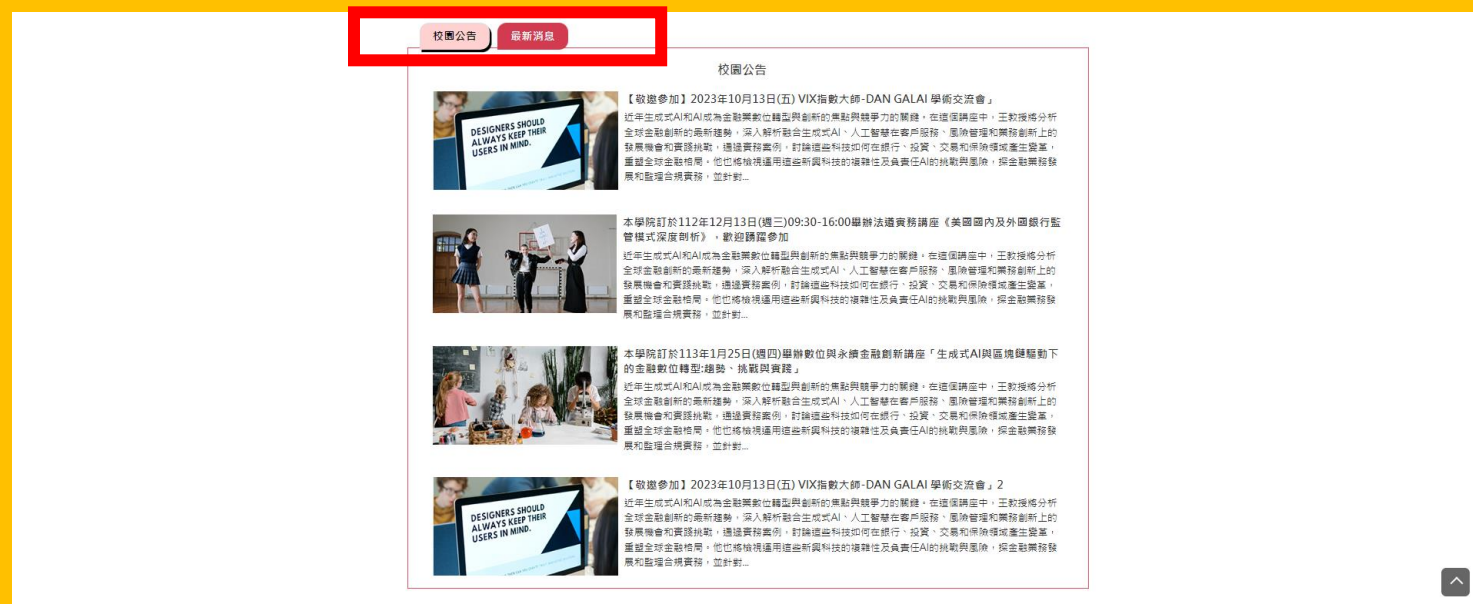 校園公告 最新消息
校園公告
【敬邀參加】2023年10月13日(五) VIX指數大師-DAN GALAI 學術交流會」
近年生成式AI和AI成為金融業數位轉型與創新的焦點與競爭力的關鍵。在這個講座中，王教授將分析
全球金融創新的最新趨勢，深入解析融合生成式AI、人工智慧在客戶服務、風險管理和業務創新上的
發展機會和實踐挑戰，通過實務案例，討論這些科技如何在銀行、投資、交易和保險領域產生變革，
重塑全球金融格局。他也將檢視運用這些新興科技的複雜性及負責任AI的挑戰與風險，探金融業務發
展和監理合規實務，並針對...
DESIGNERS SHOULD
ALWAYS KEEP THEIR
USERS IN MIND.
本學院訂於112年12月13日(週三)09:30-16:00舉辦法遵實務講座《美國國內及外國銀行監
管模式深度剖析》，歡迎踴躍參加
近年生成式AI和AI成為金融業數位轉型與創新的焦點與競爭力的關鍵。在這個講座中，王教授將分析
全球金融創新的最新趨勢，深入解析融合生成式AI、人工智慧在客戶服務、風險管理和業務創新上的
發展機會和實踐挑戰，通過實務案例，討論這些科技如何在銀行、投資、交易和保險領域產生變革，
重塑全球金融格局。他也將檢視運用這些新興科技的複雜性及負責任AI的挑戰與風險，探金融業務發
展和監理合規實務，並針對...
本學院訂於113年1月25日(週四)舉辦數位與永續金融創新講座「生成式AI與區塊鏈驅動下
的金融數位轉型:趨勢、挑戰與實踐」
近年生成式AI和AI成為金融業數位轉型與創新的焦點與競爭力的關鍵。在這個講座中，王教授將分析
全球金融創新的最新趨勢，深入解析融合生成式AI、人工智慧在客戶服務、風險管理和業務創新上的
發展機會和實踐挑戰，通過實務案例，討論這些科技如何在銀行、投資、交易和保險領域產生變革，
重塑全球金融格局。他也將檢視運用這些新興科技的複雜性及負責任AI的挑戰與風險，探金融業務發
展和監理合規實務，並針對...
【敬邀參加】2023年10月13日(五) VIX指數大師-DAN GALAI 學術交流會」2
近年生成式AI和AI成為金融業數位轉型與創新的焦點與競爭力的關鍵。在這個講座中，王教授將分析
全球金融創新的最新趨勢，深入解析融合生成式AI、人工智慧在客戶服務、風險管理和業務創新上的
發展機會和實踐挑戰，通過實務案例，討論這些科技如何在銀行、投資、交易和保險領域產生變革，
重塑全球金融格局。他也將檢視運用這些新興科技的複雜性及負責任AI的挑戰與風險，探金融業務發
展和監理合規實務，並針對...
DESIGNERS SHOULD
ALWAYS KEEP THEIR
USERS IN MIND.